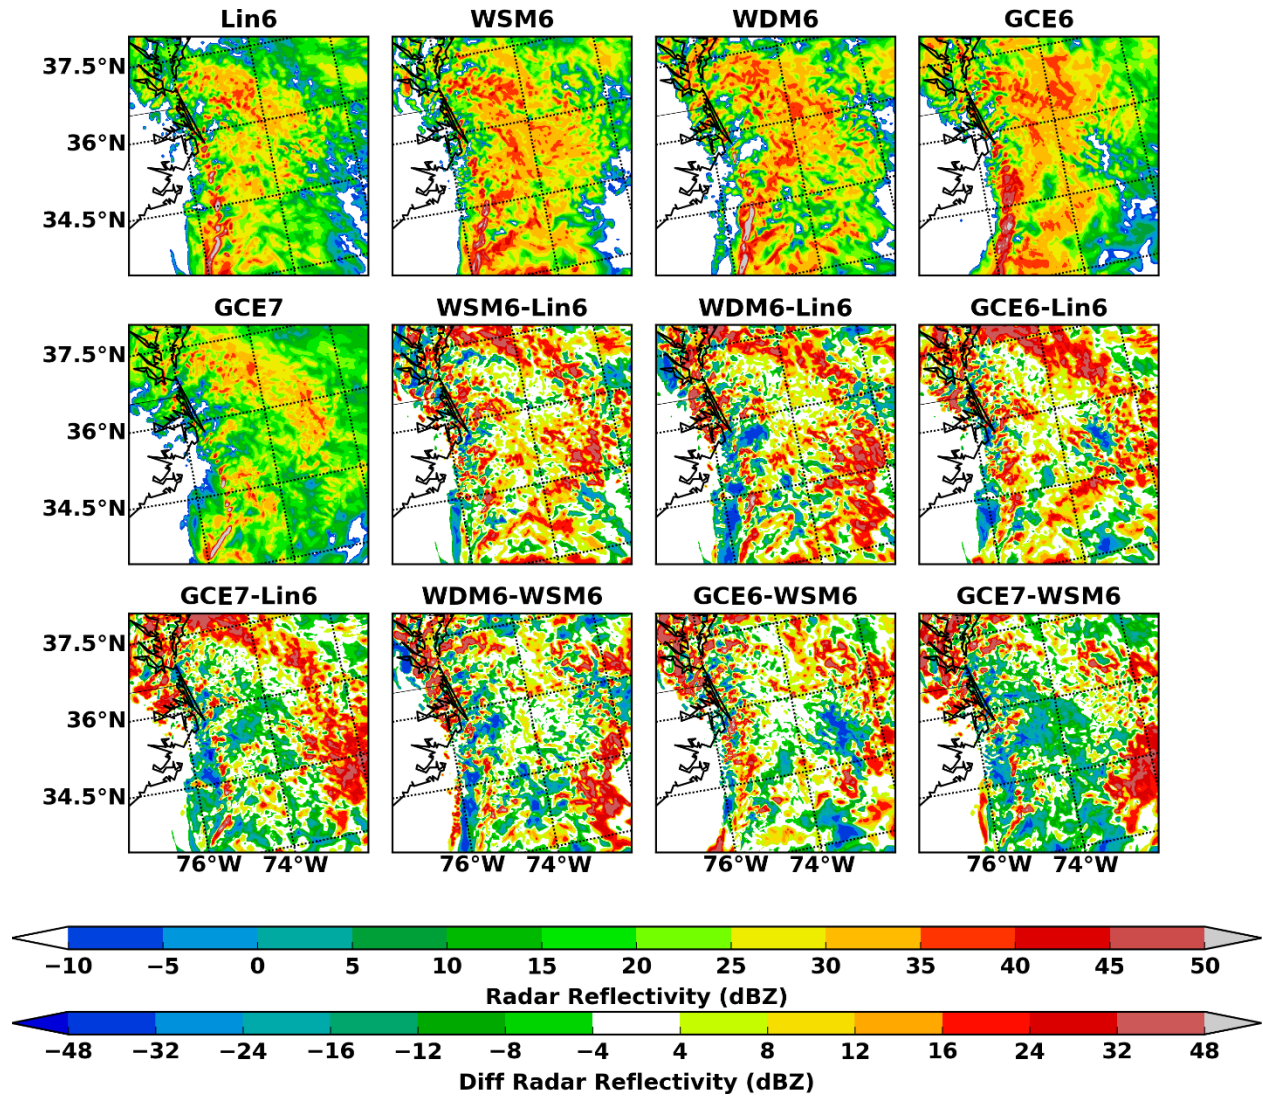 Lin6 WSM6 WDM6 GCE6
37.5°N
36°N
34.5°N
GCE7 WSM6-Lin6 WDM6-Lin6 GCE6-Lin6
37.5°N
36°N
34.5°N
GCE7-Lin6 WDM6-WSM6 GCE6-WSM6 GCE7-WSM6
37.5°N
36°N
34.5°N
76°W 74°W 76°W 74°W 76°W 74°W 76°W 74°W
−10 −5 0 5 10 15 20 25 30 35 40 45 50
Radar Reflectivity (dBZ)
−48 −32 −24 −16 −12 −8 −4 4 8 12 16 24 32 48
Diff Radar Reflectivity (dBZ)